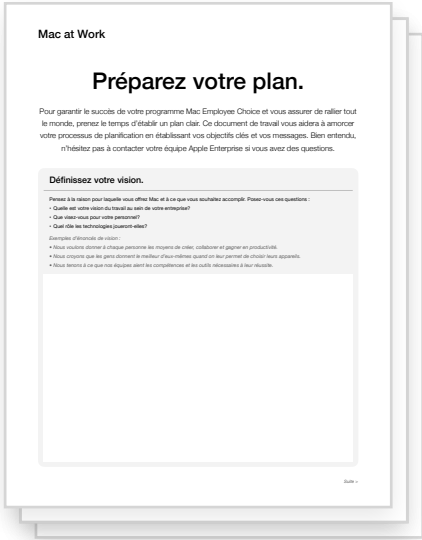 Mac at Work
Préparez votre plan.
Pour garantir le succès de votre programme Mac Employee Choice et vous assurer de rallier tout
le monde, prenez le temps d'établir un plan clair. Ce document de travail vous aidera à amorcer
votre processus de planification en établissant vos objectifs clés et vos messages. Bien entendu,
n'hésitez pas à contacter votre équipe Apple Enterprise si vous avez des questions.
Définissez votre vision.
Pensez à la raison pour laquelle vous offrez Mac et à ce que vous souhaitez accomplir. Posez-vous ces questions :
• Quelle est votre vision du travail au sein de votre entreprise?
• Que visez-vous pour votre personnel?
• Quel rôle les technologies joueront-elles?
Exemples d'énoncés de vision :
• Nous voulons donner à chaque personne les moyens de créer, collaborer et gagner en productivité.
• Nous croyons que les gens donnent le meilleur d'eux-mêmes quand on leur permet de choisir leurs appareils.
• Nous tenons à ce que nos équipes aient les compétences et les outils nécessaires à leur réussite.
Suite »